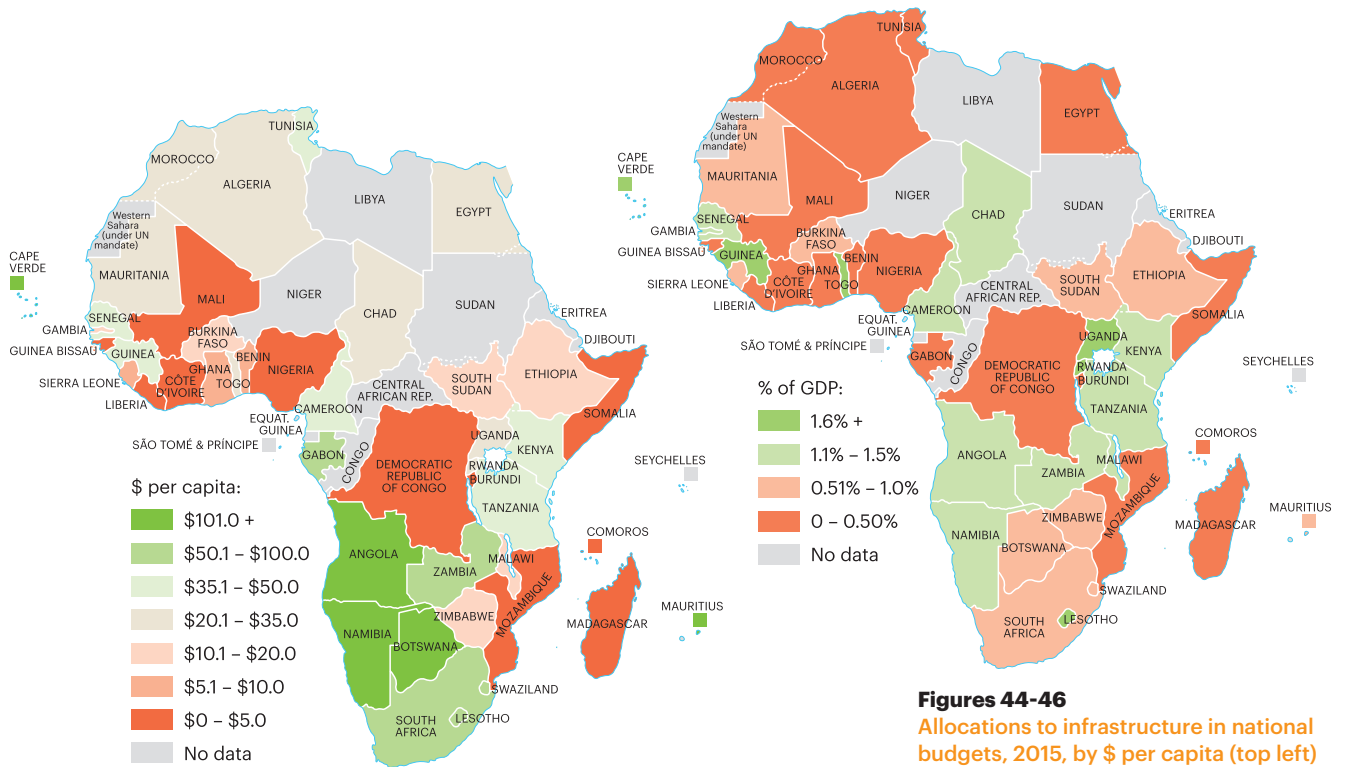 TUNISIA
MOROCCO
ALGERIA
LIBYA
EGYPT
Western
Sahara
(under UN
mandate)
CAPE
VERDE
MAURITANIA
MALI
NIGER
CHAD
SUDAN
ERITREA
DJIBOUTI
SENEGAL
GAMBIA
GUINEA BISSAU
GUINEA
SIERRA LEONE
LIBERIA
CÔTE
D'IVOIRE
BURKINA
FASO
GHANA
TOGO
BENIN
NIGERIA
CAMEROON
CENTRAL
AFRICAN REP.
SOUTH
SUDAN
ETHIOPIA
SOMALIA
EQUAT.
GUINEA
SÃO TOMÉ & PRÍNCIPE
GABON
CONGO
DEMOCRATIC
REPUBLIC
OF CONGO
UGANDA
KENYA
RWANDA
BURUNDI
TANZANIA
SEYCHELLES
COMOROS
ANGOLA
ZAMBIA
MALAWI
MOZAMBIQUE
ZIMBABWE
MADAGASCAR
MAURITIUS
NAMIBIA
BOTSWANA
SWAZILAND
LESOTHO
SOUTH
AFRICA
$ per capita:
$101.0 +
$50.1 – $100.0
$35.1 – $50.0
$20.1 – $35.0
$10.1 – $20.0
$5.1 – $10.0
$0 – $5.0
No data
TUNISIA
MOROCCO
ALGERIA
LIBYA
EGYPT
Western
Sahara
(under UN
mandate)
CAPE
VERDE
MAURITANIA
MALI
NIGER
CHAD
SUDAN
ERITREA
DJIBOUTI
SENEGAL
GAMBIA
GUINEA BISSAU
GUINEA
SIERRA LEONE
LIBERIA
CÔTE
D'IVOIRE
BURKINA
FASO
GHANA
TOGO
BENIN
NIGERIA
CAMEROON
CENTRAL
AFRICAN REP.
SOUTH
SUDAN
ETHIOPIA
SOMALIA
EQUAT.
GUINEA
SÃO TOMÉ & PRÍNCIPE
GABON
CONGO
DEMOCRATIC
REPUBLIC
OF CONGO
UGANDA
KENYA
RWANDA
BURUNDI
TANZANIA
SEYCHELLES
COMOROS
ANGOLA
ZAMBIA
MALAWI
MOZAMBIQUE
ZIMBABWE
MADAGASCAR
MAURITIUS
NAMIBIA
BOTSWANA
SWAZILAND
LESOTHO
SOUTH
AFRICA
% of GDP:
1.6% +
1.1% – 1.5%
0.51% – 1.0%
0 – 0.50%
No data
Figures 44-46
Allocations to infrastructure in national
budgets, 2015, by $ per capita (top left)